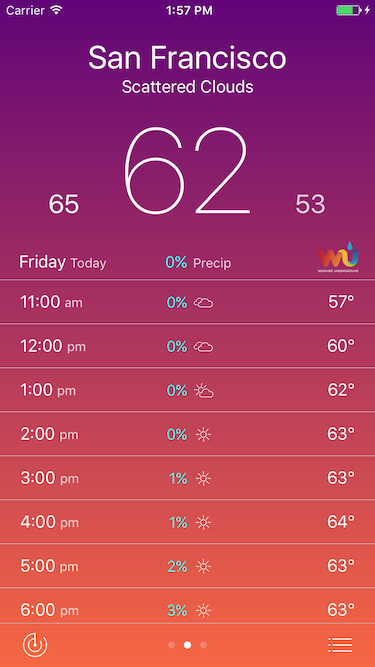 Carrier 1:57 PM
San Francisco
Scattered Clouds
65 62 53
Friday Today 0% Precip
WU
WEATHER UNDERGROUND
11:00 am 0% 57°
12:00 pm 0% 60°
1:00 pm 0% 62°
2:00 pm 0% 63°
3:00 pm 1% 63°
4:00 pm 1% 64°
5:00 pm 2% 63°
6:00 pm 3% 63°